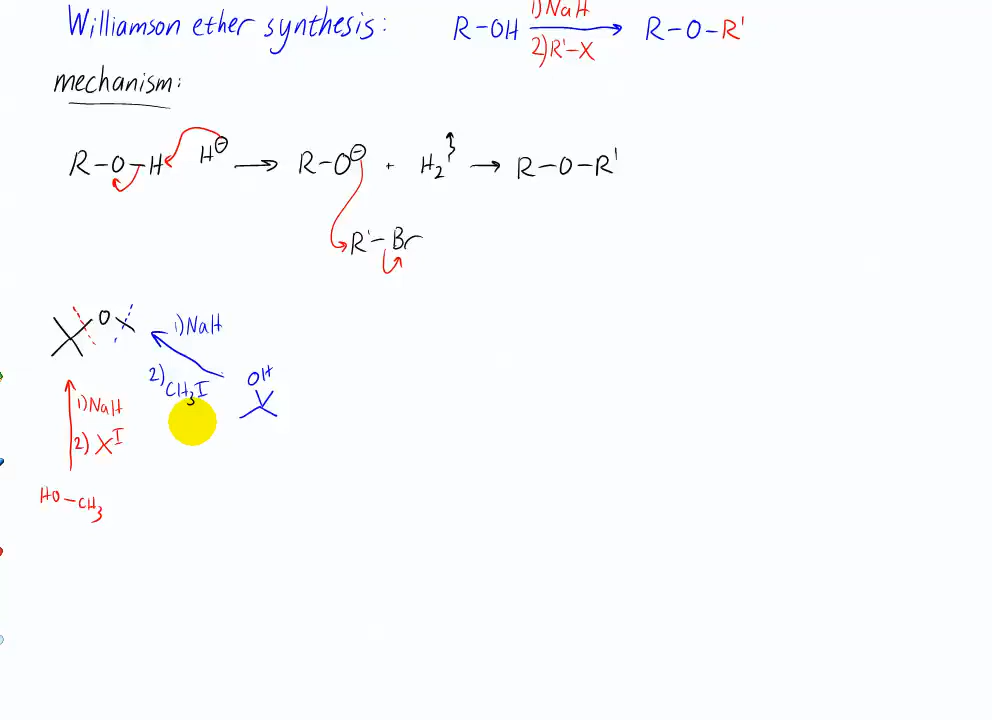 Williamson ether synthesis: R-OH 1) NaH 2) R'-X → R-O-R'
mechanism:
R-O-H H⊖ → R-O⊖ + H₂ → R-O-R'
R'-Br
O
1) NaH
2) CH₃I
OH
1) NaH
2) I
HO-CH₃